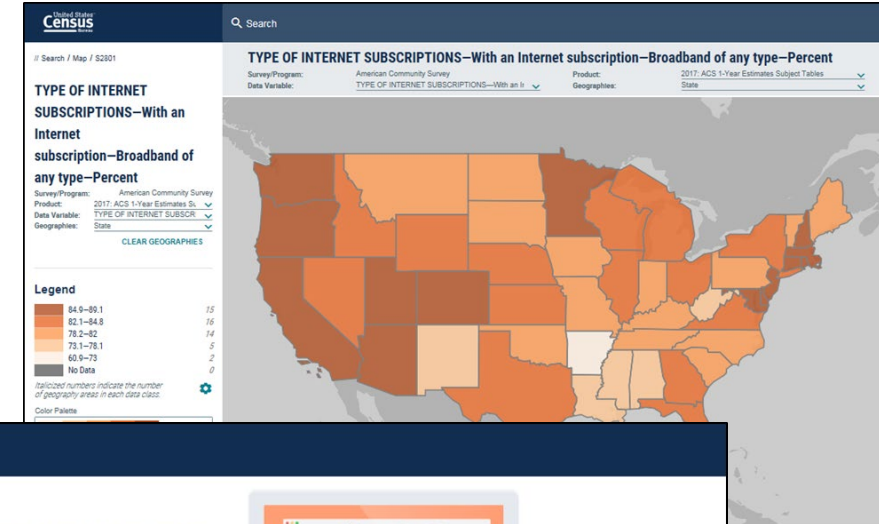 United States®
Census
Bureau
Search
// Search / Map / S2801
TYPE OF INTERNET SUBSCRIPTIONS—With an Internet subscription—Broadband of any type—Percent
Survey/Program: American Community Survey Product: 2017: ACS 1-Year Estimates Subject Tables
Data Variable: TYPE OF INTERNET SUBSCRIPTIONS—With an Ir Geographies: State
TYPE OF INTERNET
SUBSCRIPTIONS—With an
Internet
subscription—Broadband of
any type—Percent
Survey/Program: American Community Survey
Product: 2017: ACS 1-Year Estimates Su
Data Variable: TYPE OF INTERNET SUBSCR
Geographies: State
CLEAR GEOGRAPHIES
Legend
84.9—89.1 15
82.1—84.8 16
78.2—82 14
73.1—78.1 5
60.9—73 2
No Data 0
Italicized numbers indicate the number
of geography areas in each data class.
Color Palette